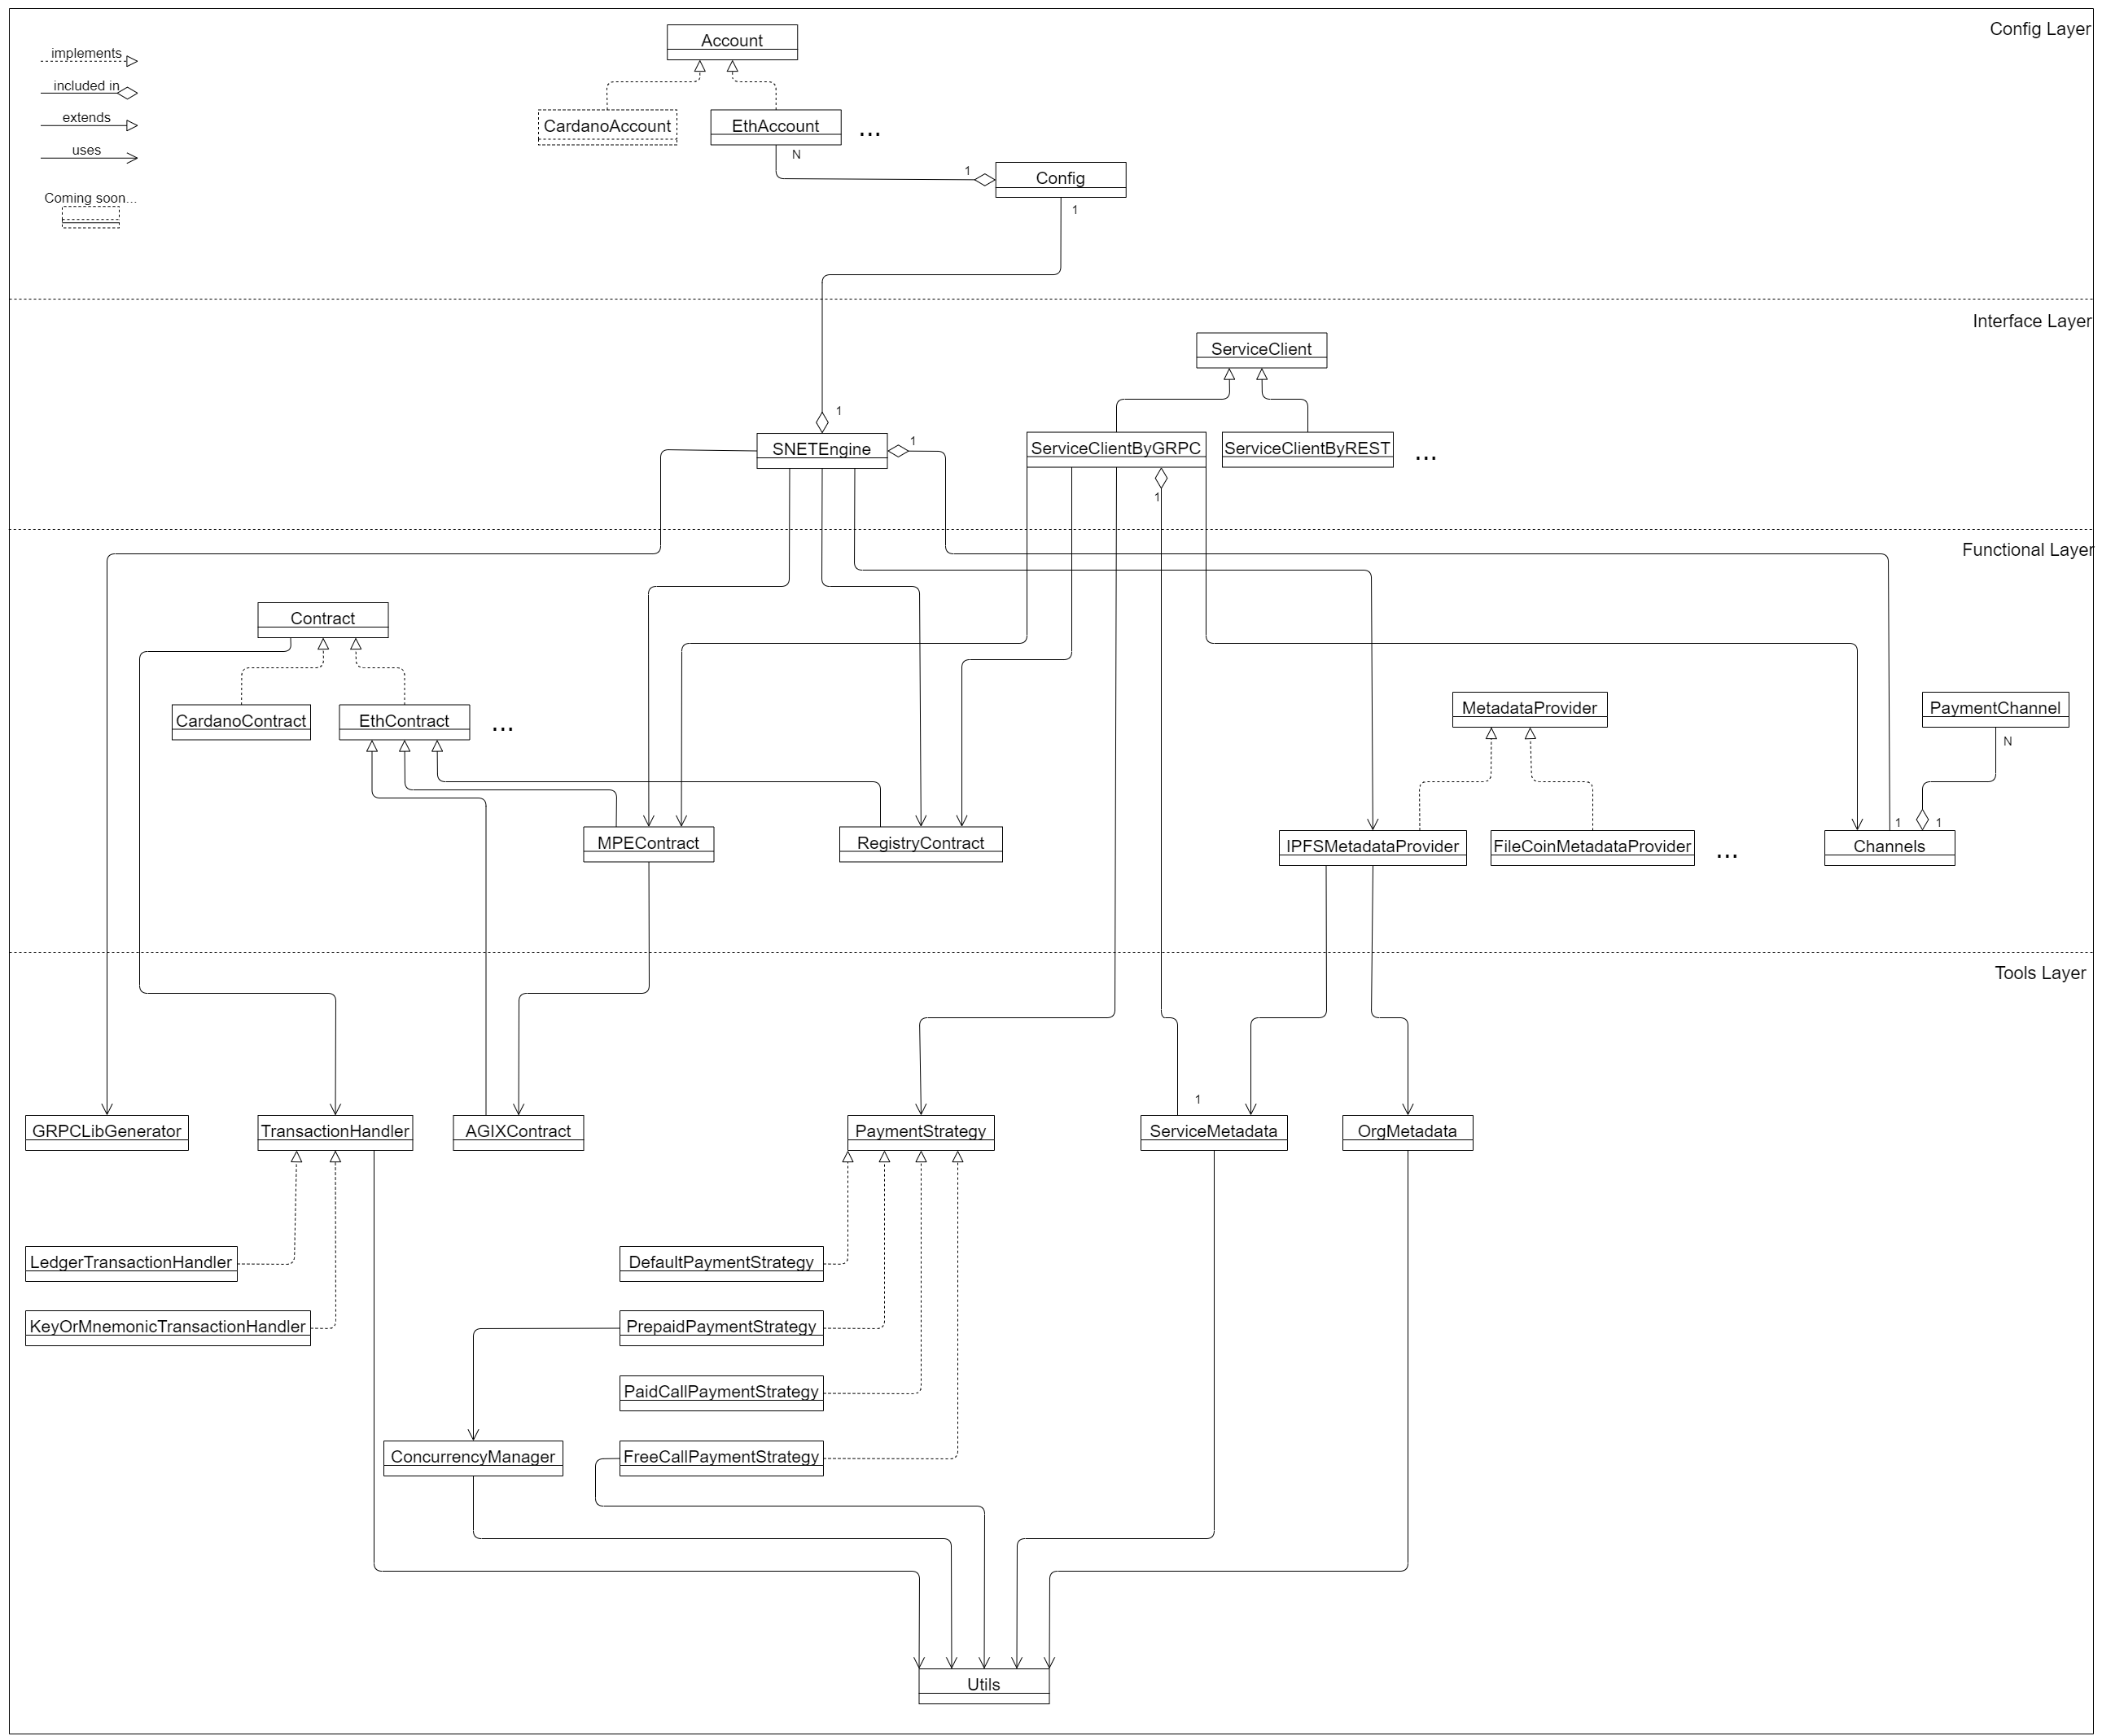 Config Layer
implements
included in
extends
uses
Coming soon...
Account
CardanoAccount
EthAccount
...
N
1
Config
1
Interface Layer
ServiceClient
1
SNETEngine
1
ServiceClientByGRPC
ServiceClientByREST
...
1
Functional Layer
Contract
CardanoContract
EthContract
...
MetadataProvider
PaymentChannel
N
MPEContract
RegistryContract
IPFSMetadataProvider
FileCoinMetadataProvider
...
1
1
Channels
Tools Layer
1
GRPCLibGenerator
TransactionHandler
AGIXContract
PaymentStrategy
ServiceMetadata
OrgMetadata
LedgerTransactionHandler
DefaultPaymentStrategy
KeyOrMnemonicTransactionHandler
PrepaidPaymentStrategy
PaidCallPaymentStrategy
ConcurrencyManager
FreeCallPaymentStrategy
Utils